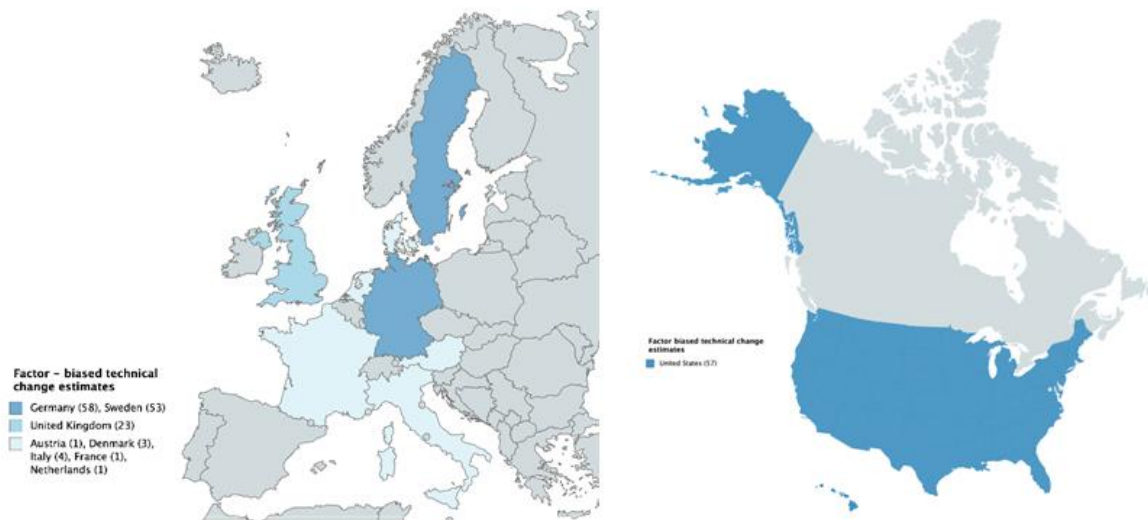 Factor – biased technical
change estimates
Germany (58), Sweden (53)
United Kingdom (23)
Austria (1), Denmark (3),
Italy (4), France (1),
Netherlands (1)
Factor biased technical change
estimates
United States (57)